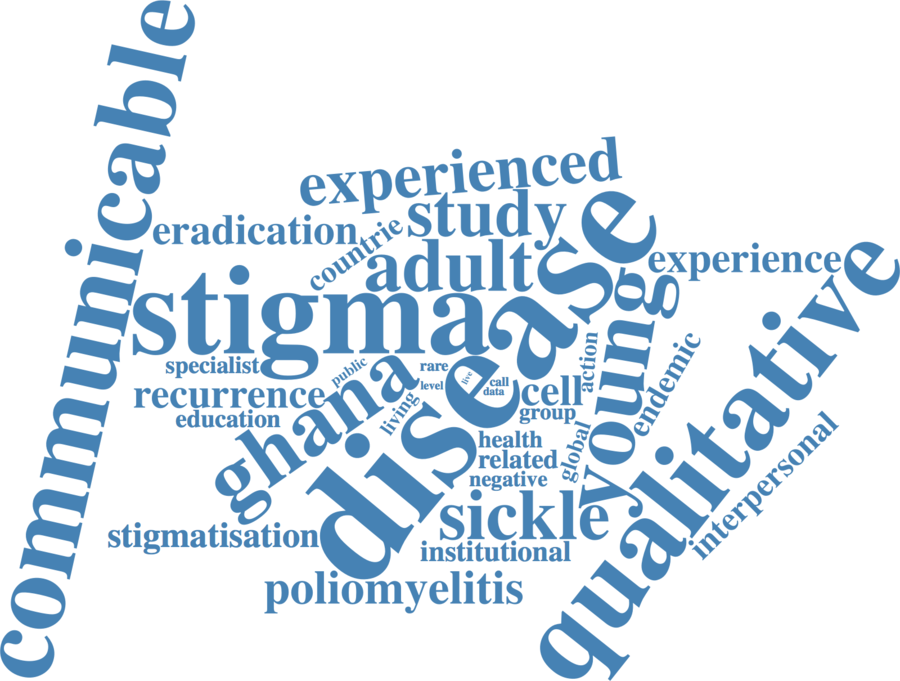 communicable
experienced
study
eradication
countrie
adult
experience
stigma
disease
young
qualitative
specialist
public
rare
action
endemic
recurrence
ghana
level
live
call
data
cell
education
living
group
global
interpersonal
health
related
negative
sickle
stigmatisation
institutional
poliomyelitis